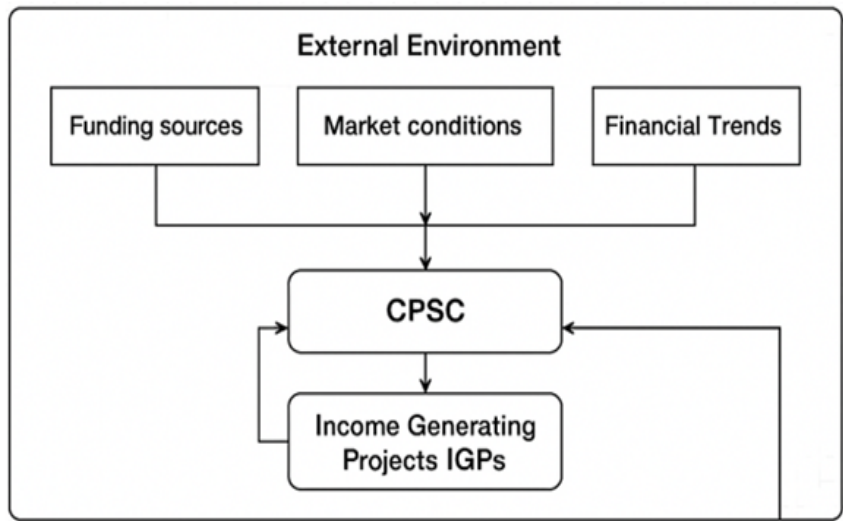 External Environment
Funding sources
Market conditions
Financial Trends
CPSC
Income Generating
Projects IGPs